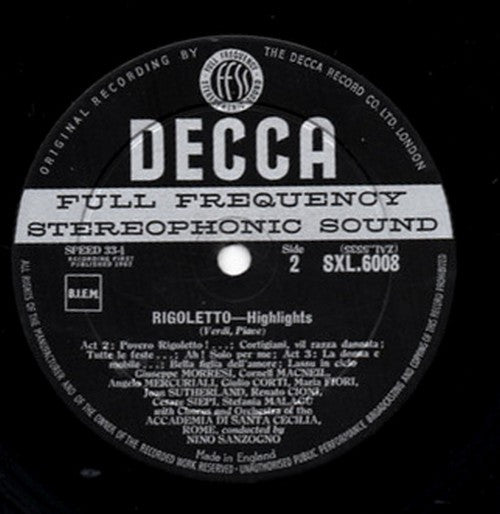 ORIGINAL RECORDING BY THE DECCA RECORD CO. LTD. LONDON
FULL FREQUENCY STEREOPHONIC SOUND
FFSS
DECCA
FULL FREQUENCY
STEREOPHONIC SOUND
SPEED 33⅓
RECORDING FIRST
PUBLISHED 1962
B.I.E.M.
Side
2
(ZAL.5555)
SXL.6008
RIGOLETTO—Highlights
(Verdi, Piave)
Act 2: Povero Rigoletto! . . .; Cortigiani, vil razza dannata;
Tutte le feste . . .; Ah! Solo per me; Act 3: La donna e
mobile . . .; Bella figlia dell'amore; Lassu in cielo
Giuseppe MORRESI, Cornell MACNEIL,
Angelo MERCURIALI, Giulio CORTI, Maria FIORI,
Joan SUTHERLAND, Renato CIONI,
Cesare SIEPI, Stefania MALAGÙ
with Chorus and Orchestra of the
ACCADEMIA DI SANTA CECILIA,
ROME, conducted by
NINO SANZOGNO
Made in England
ALL RIGHTS OF THE MANUFACTURER AND OF THE OWNER OF THE RECORDED WORK RESERVED - UNAUTHORISED PUBLIC PERFORMANCE, BROADCASTING AND COPYING OF THIS RECORD PROHIBITED